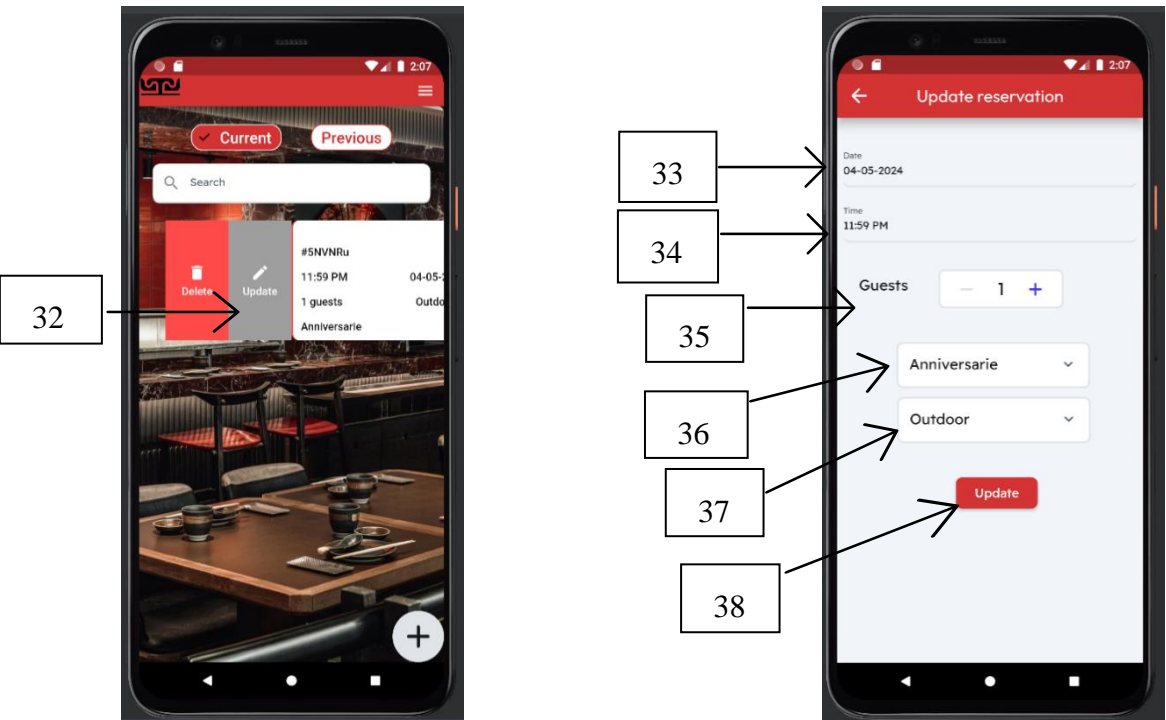 2:07
Current
Previous
Search
Delete
Update
#5NVNRu
11:59 PM 04-05-2
1 guests Outdo
Anniversarie
32
2:07
Update reservation
33
Date
04-05-2024
34
Time
11:59 PM
35
Guests
1
36
Anniversarie
37
Outdoor
38
Update